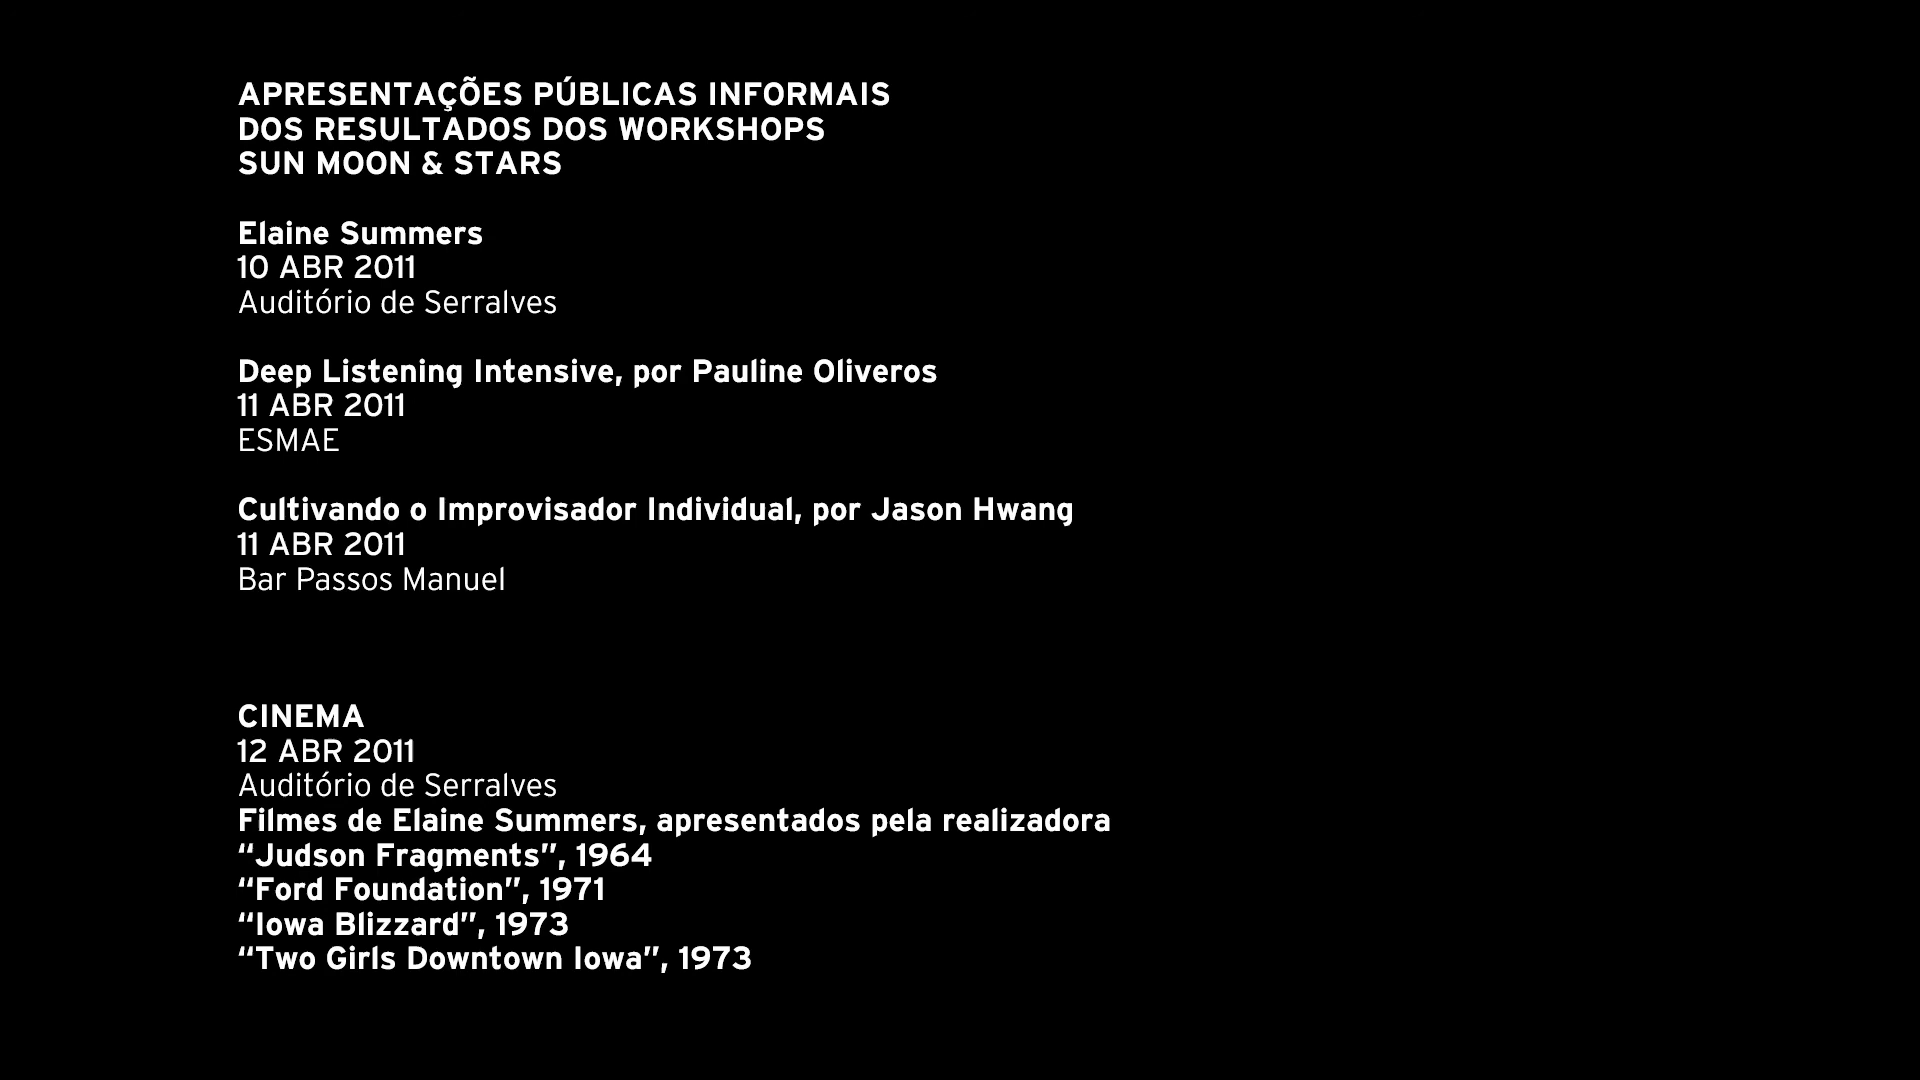 APRESENTAÇÕES PÚBLICAS INFORMAIS
DOS RESULTADOS DOS WORKSHOPS
SUN MOON & STARS
Elaine Summers
10 ABR 2011
Auditório de Serralves
Deep Listening Intensive, por Pauline Oliveros
11 ABR 2011
ESMAE
Cultivando o Improvisador Individual, por Jason Hwang
11 ABR 2011
Bar Passos Manuel
CINEMA
12 ABR 2011
Auditório de Serralves
Filmes de Elaine Summers, apresentados pela realizadora
“Judson Fragments”, 1964
“Ford Foundation”, 1971
“Iowa Blizzard”, 1973
“Two Girls Downtown Iowa”, 1973